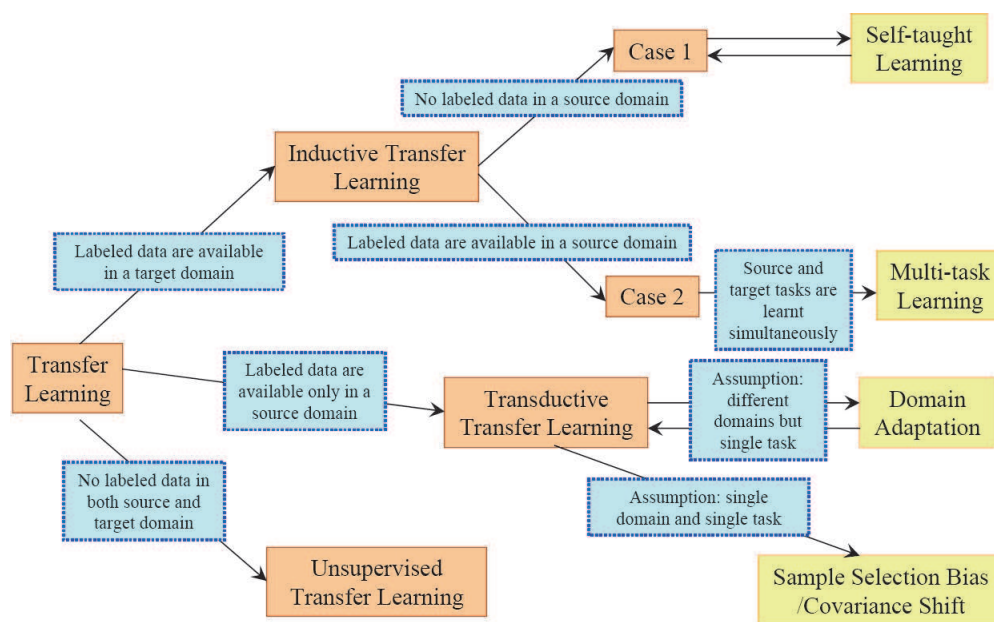 Case 1
Self-taught
Learning
No labeled data in a source domain
Inductive Transfer
Learning
Labeled data are available
in a target domain
Labeled data are available in a source domain
Case 2
Source and
target tasks are
learnt
simultaneously
Multi-task
Learning
Transfer
Learning
Labeled data are
available only in a
source domain
Transductive
Transfer Learning
Assumption:
different
domains but
single task
Domain
Adaptation
No labeled data in
both source and
target domain
Assumption: single
domain and single task
Unsupervised
Transfer Learning
Sample Selection Bias
/Covariance Shift